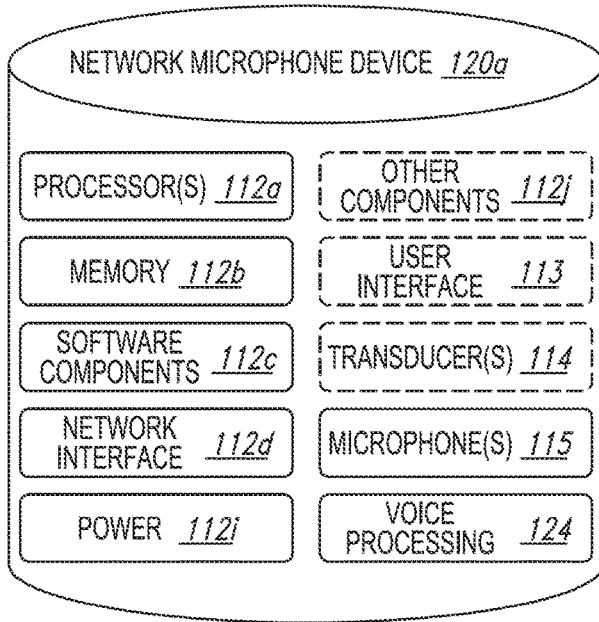 NETWORK MICROPHONE DEVICE 120a
PROCESSOR(S) 112a
MEMORY 112b
SOFTWARE
COMPONENTS 112c
NETWORK
INTERFACE 112d
POWER 112i
OTHER
COMPONENTS 112j
USER
INTERFACE 113
TRANSDUCER(S) 114
MICROPHONE(S) 115
VOICE
PROCESSING 124